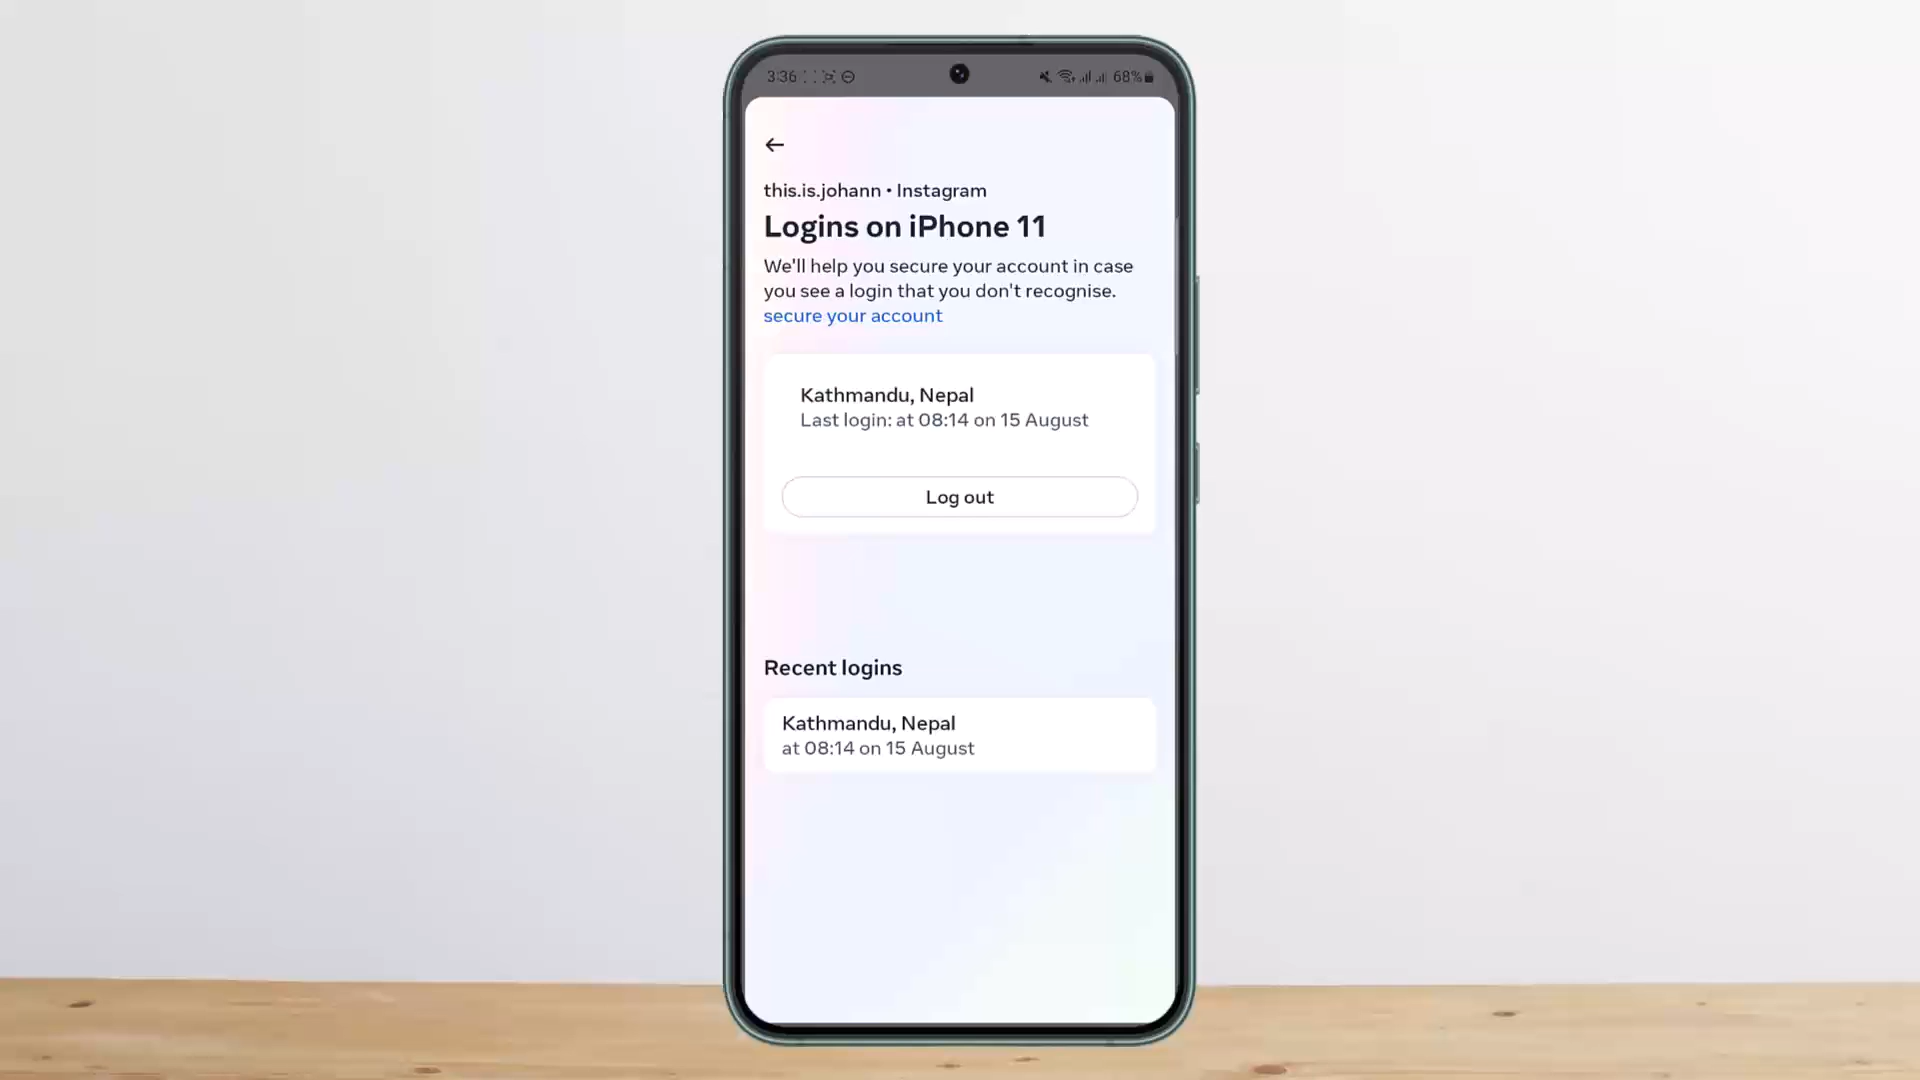 3:36
68%
this.is.johann • Instagram
Logins on iPhone 11
We'll help you secure your account in case
you see a login that you don't recognise.
secure your account
Kathmandu, Nepal
Last login: at 08:14 on 15 August
Log out
Recent logins
Kathmandu, Nepal
at 08:14 on 15 August